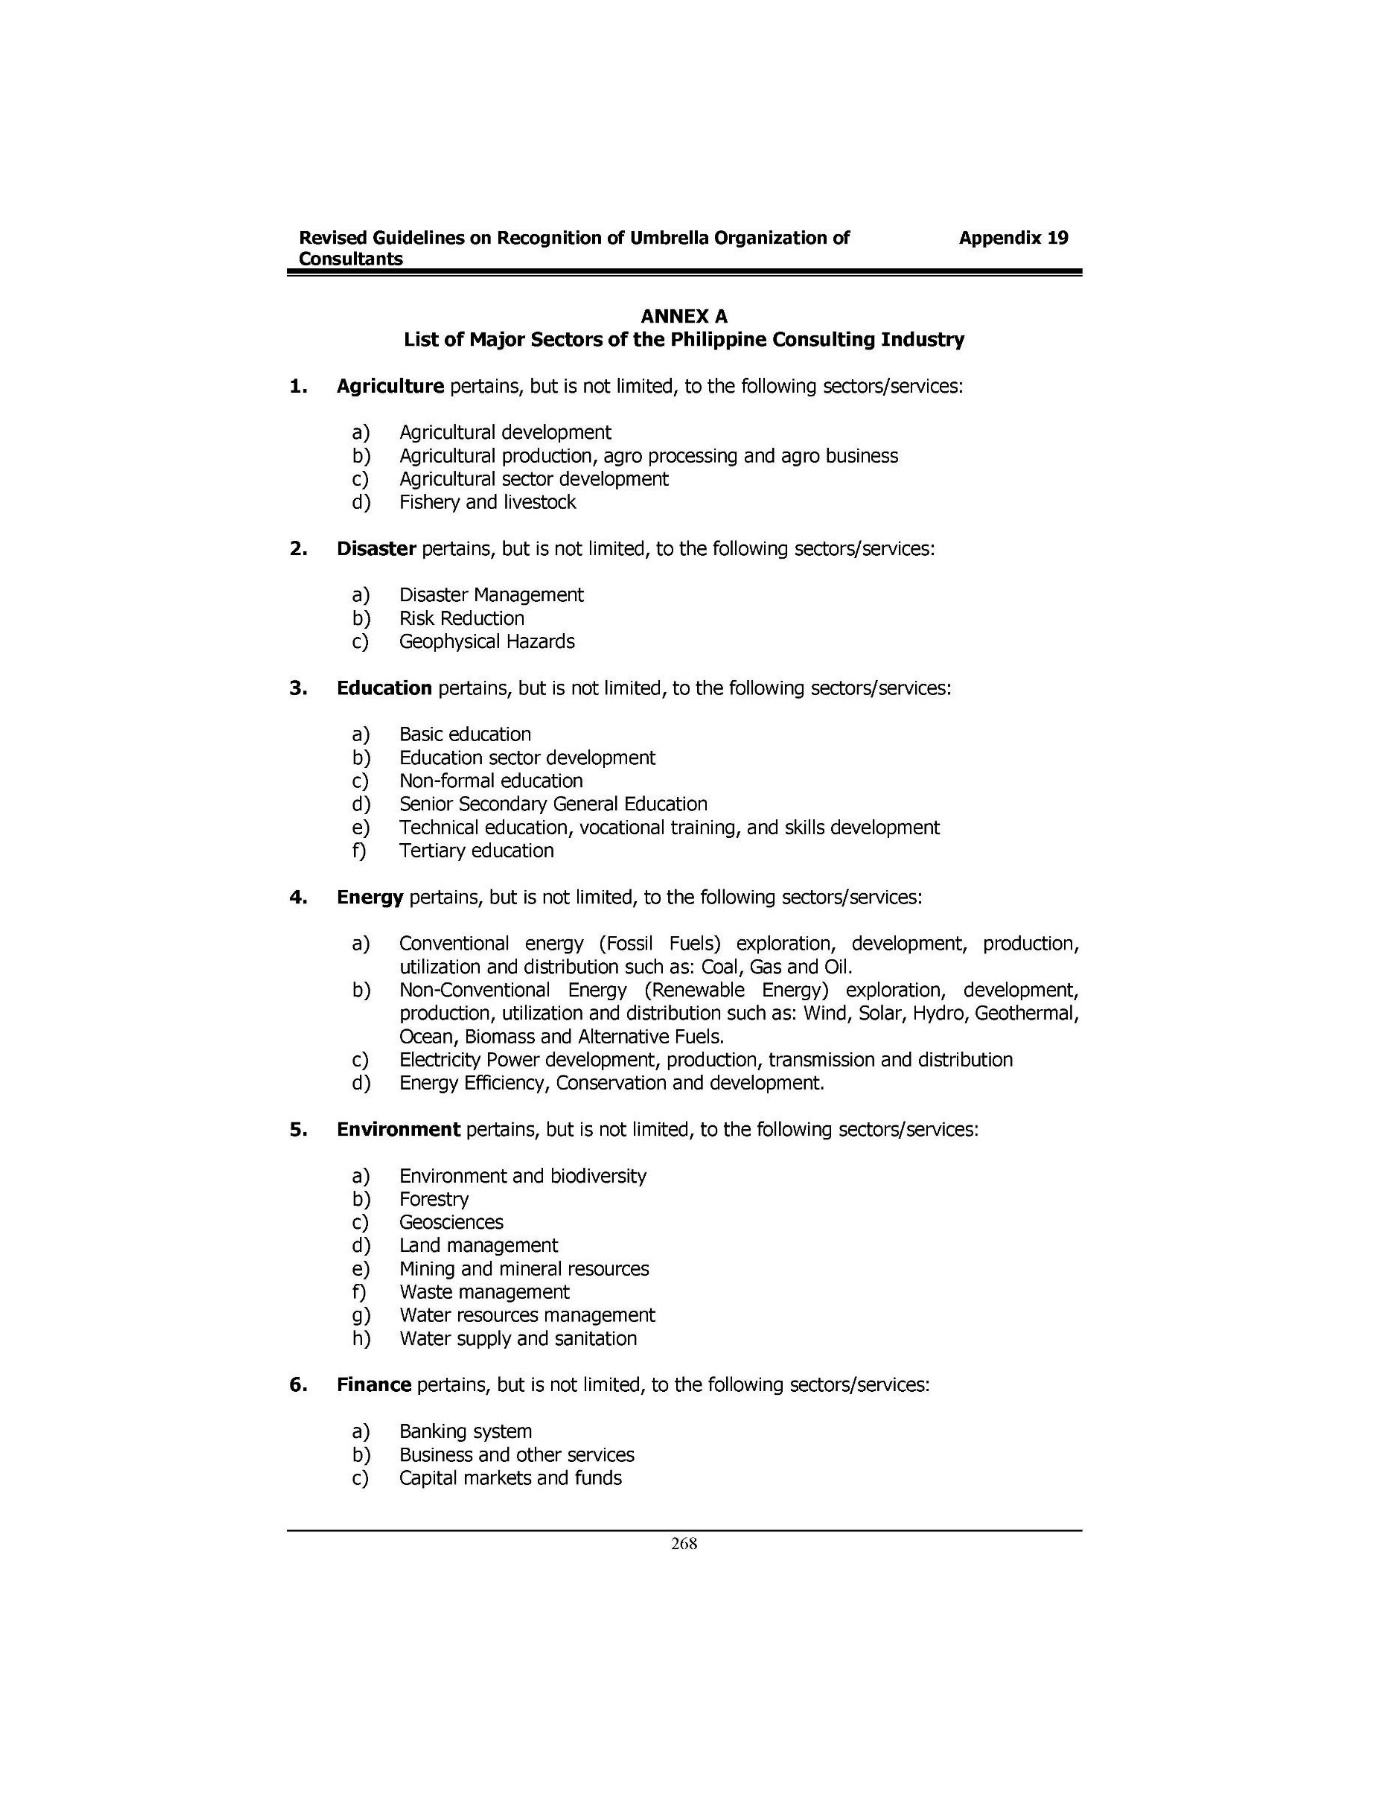 Revised Guidelines on Recognition of Umbrella Organization of Appendix 19
Consultants
ANNEX A
List of Major Sectors of the Philippine Consulting Industry
1. Agriculture pertains, but is not limited, to the following sectors/services:
a) Agricultural development
b) Agricultural production, agro processing and agro business
c) Agricultural sector development
d) Fishery and livestock
2. Disaster pertains, but is not limited, to the following sectors/services:
a) Disaster Management
b) Risk Reduction
c) Geophysical Hazards
3. Education pertains, but is not limited, to the following sectors/services:
a) Basic education
b) Education sector development
c) Non-formal education
d) Senior Secondary General Education
e) Technical education, vocational training, and skills development
f) Tertiary education
4. Energy pertains, but is not limited, to the following sectors/services:
a) Conventional energy (Fossil Fuels) exploration, development, production,
utilization and distribution such as: Coal, Gas and Oil.
b) Non-Conventional Energy (Renewable Energy) exploration, development,
production, utilization and distribution such as: Wind, Solar, Hydro, Geothermal,
Ocean, Biomass and Alternative Fuels.
c) Electricity Power development, production, transmission and distribution
d) Energy Efficiency, Conservation and development.
5. Environment pertains, but is not limited, to the following sectors/services:
a) Environment and biodiversity
b) Forestry
c) Geosciences
d) Land management
e) Mining and mineral resources
f) Waste management
g) Water resources management
h) Water supply and sanitation
6. Finance pertains, but is not limited, to the following sectors/services:
a) Banking system
b) Business and other services
c) Capital markets and funds
268